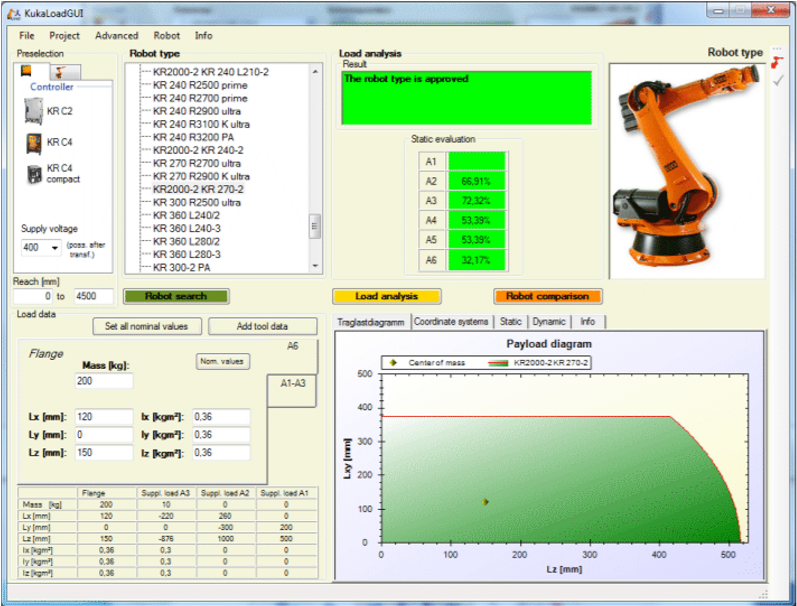 KukaLoadGUI
File Project Advanced Robot Info
Preselection
Controller
KR C2
KR C4
KR C4
compact
Supply voltage
400 (poss. after
transf.)
Reach [mm]
0 to 4500
Robot type
KR2000-2 KR 240 L210-2
KR 240 R2500 prime
KR 240 R2700 prime
KR 240 R2900 ultra
KR 240 R3100 K ultra
KR 240 R3200 PA
KR2000-2 KR 240-2
KR 270 R2700 ultra
KR 270 R2900 K ultra
KR2000-2 KR 270-2
KR 300 R2500 ultra
KR 360 L240/2
KR 360 L240-3
KR 360 L280/2
KR 360 L280-3
KR 300-2 PA
Robot search
Load analysis
Result
The robot type is approved
Static evaluation
A1
A2 66,91%
A3 72,32%
A4 53,39%
A5 53,39%
A6 32,17%
Load analysis
Robot comparison
Robot type
Load data
Set all nominal values Add tool data
Flange
Nom. values
A6
A1-A3
Mass [kg]:
200
Lx [mm]: 120 Ix [kgm²]: 0,36
Ly [mm]: 0 Iy [kgm²]: 0,36
Lz [mm]: 150 Iz [kgm²]: 0,36
Flange Suppl. load A3 Suppl. load A2 Suppl. load A1
Mass [kg] 200 10 0 0
Lx [mm] 120 -220 260 0
Ly [mm] 0 0 -300 200
Lz [mm] 150 -876 1000 500
Ix [kgm²] 0,36 0,3 0 0
Iy [kgm²] 0,36 0,3 0 0
Iz [kgm²] 0,36 0,3 0 0
Traglastdiagramm Coordinate systems Static Dynamic Info
Payload diagram
Center of mass KR2000-2 KR 270-2
Lxy [mm]
500
400
300
200
100
0
0 100 200 300 400 500
Lz [mm]